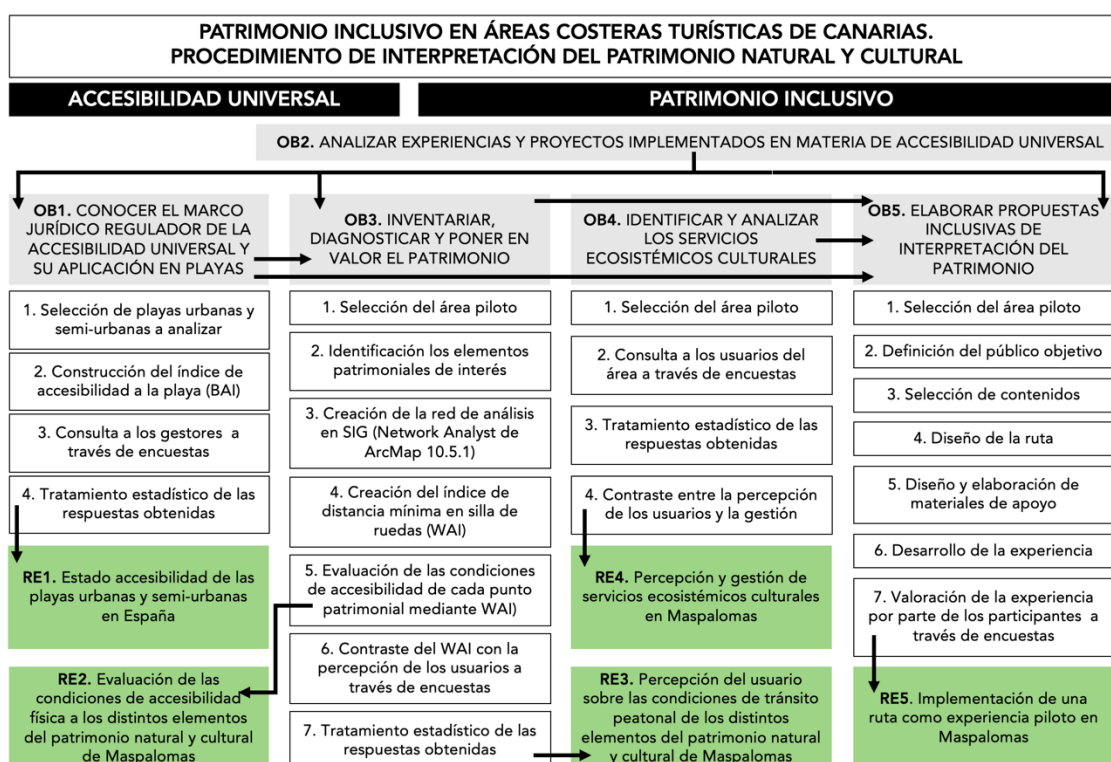 PATRIMONIO INCLUSIVO EN ÁREAS COSTERAS TURÍSTICAS DE CANARIAS.
PROCEDIMIENTO DE INTERPRETACIÓN DEL PATRIMONIO NATURAL Y CULTURAL
ACCESIBILIDAD UNIVERSAL
PATRIMONIO INCLUSIVO
OB2. ANALIZAR EXPERIENCIAS Y PROYECTOS IMPLEMENTADOS EN MATERIA DE ACCESIBILIDAD UNIVERSAL
OB1. CONOCER EL MARCO
JURÍDICO REGULADOR DE LA
ACCESIBILIDAD UNIVERSAL Y
SU APLICACIÓN EN PLAYAS
1. Selección de playas urbanas y
semi-urbanas a analizar
2. Construcción del índice de
accesibilidad a la playa (BAI)
3. Consulta a los gestores a
través de encuestas
4. Tratamiento estadístico de las
respuestas obtenidas
RE1. Estado accesibilidad de las
playas urbanas y semi-urbanas
en España
RE2. Evaluación de las
condiciones de accesibilidad
física a los distintos elementos
del patrimonio natural y cultural
de Maspalomas
OB3. INVENTARIAR,
DIAGNOSTICAR Y PONER EN
VALOR EL PATRIMONIO
1. Selección del área piloto
2. Identificación los elementos
patrimoniales de interés
3. Creación de la red de análisis
en SIG (Network Analyst de
ArcMap 10.5.1)
4. Creación del índice de
distancia mínima en silla de
ruedas (WAI)
5. Evaluación de las condiciones
de accesibilidad de cada punto
patrimonial mediante WAI)
6. Contraste del WAI con la
percepción de los usuarios a
través de encuestas
7. Tratamiento estadístico de las
respuestas obtenidas
OB4. IDENTIFICAR Y ANALIZAR
LOS SERVICIOS
ECOSISTÉMICOS CULTURALES
1. Selección del área piloto
2. Consulta a los usuarios del
área a través de encuestas
3. Tratamiento estadístico de las
respuestas obtenidas
4. Contraste entre la percepción
de los usuarios y la gestión
RE4. Percepción y gestión de
servicios ecosistémicos culturales
en Maspalomas
RE3. Percepción del usuario
sobre las condiciones de tránsito
peatonal de los distintos
elementos del patrimonio natural
y cultural de Maspalomas
OB5. ELABORAR PROPUESTAS
INCLUSIVAS DE
INTERPRETACIÓN DEL
PATRIMONIO
1. Selección del área piloto
2. Definición del público objetivo
3. Selección de contenidos
4. Diseño de la ruta
5. Diseño y elaboración de
materiales de apoyo
6. Desarrollo de la experiencia
7. Valoración de la experiencia
por parte de los participantes a
través de encuestas
RE5. Implementación de una
ruta como experiencia piloto en
Maspalomas